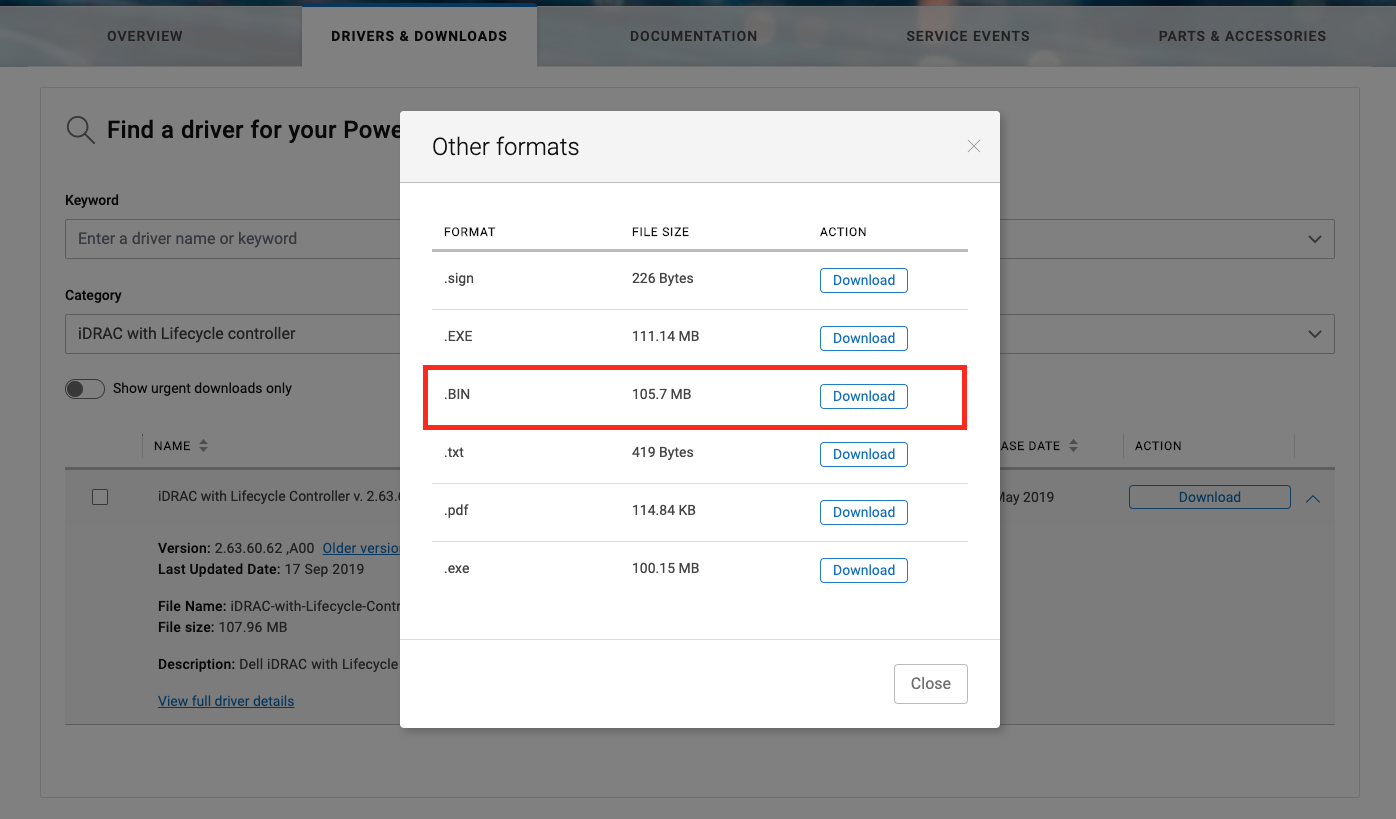 OVERVIEW DRIVERS & DOWNLOADS DOCUMENTATION SERVICE EVENTS PARTS & ACCESSORIES
Find a driver for your Powe
Keyword
Enter a driver name or keyword
Category
iDRAC with Lifecycle controller
Show urgent downloads only
NAME ASE DATE ACTION
iDRAC with Lifecycle Controller v. 2.63.6 May 2019 Download
Version: 2.63.60.62 ,A00 Older versio
Last Updated Date: 17 Sep 2019
File Name: iDRAC-with-Lifecycle-Contr
File size: 107.96 MB
Description: Dell iDRAC with Lifecycle
View full driver details
Other formats
FORMAT FILE SIZE ACTION
.sign 226 Bytes Download
.EXE 111.14 MB Download
.BIN 105.7 MB Download
.txt 419 Bytes Download
.pdf 114.84 KB Download
.exe 100.15 MB Download
Close